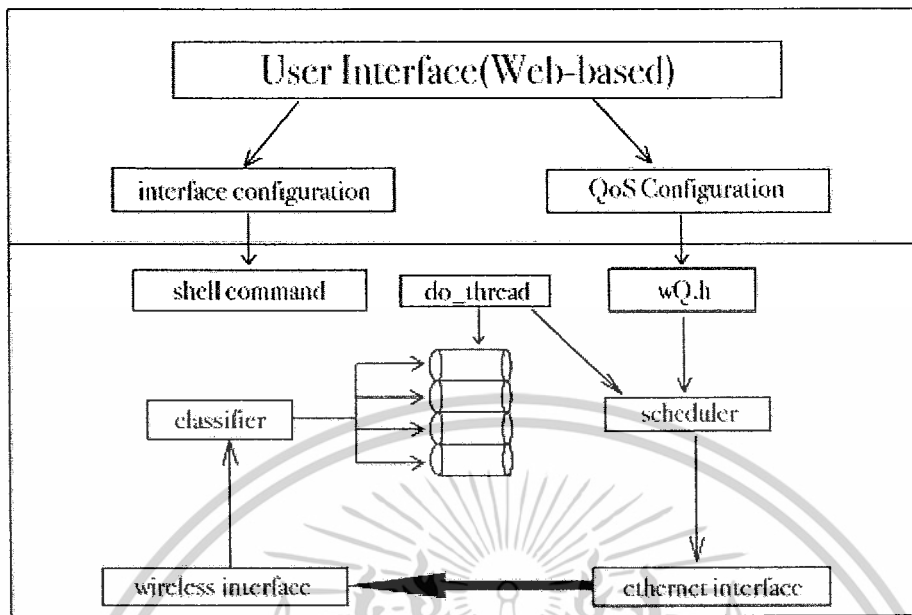 User Interface(Web-based)
interface configuration
QoS Configuration
shell command
do_thread
wQ.h
classifier
scheduler
wireless interface
ethernet interface